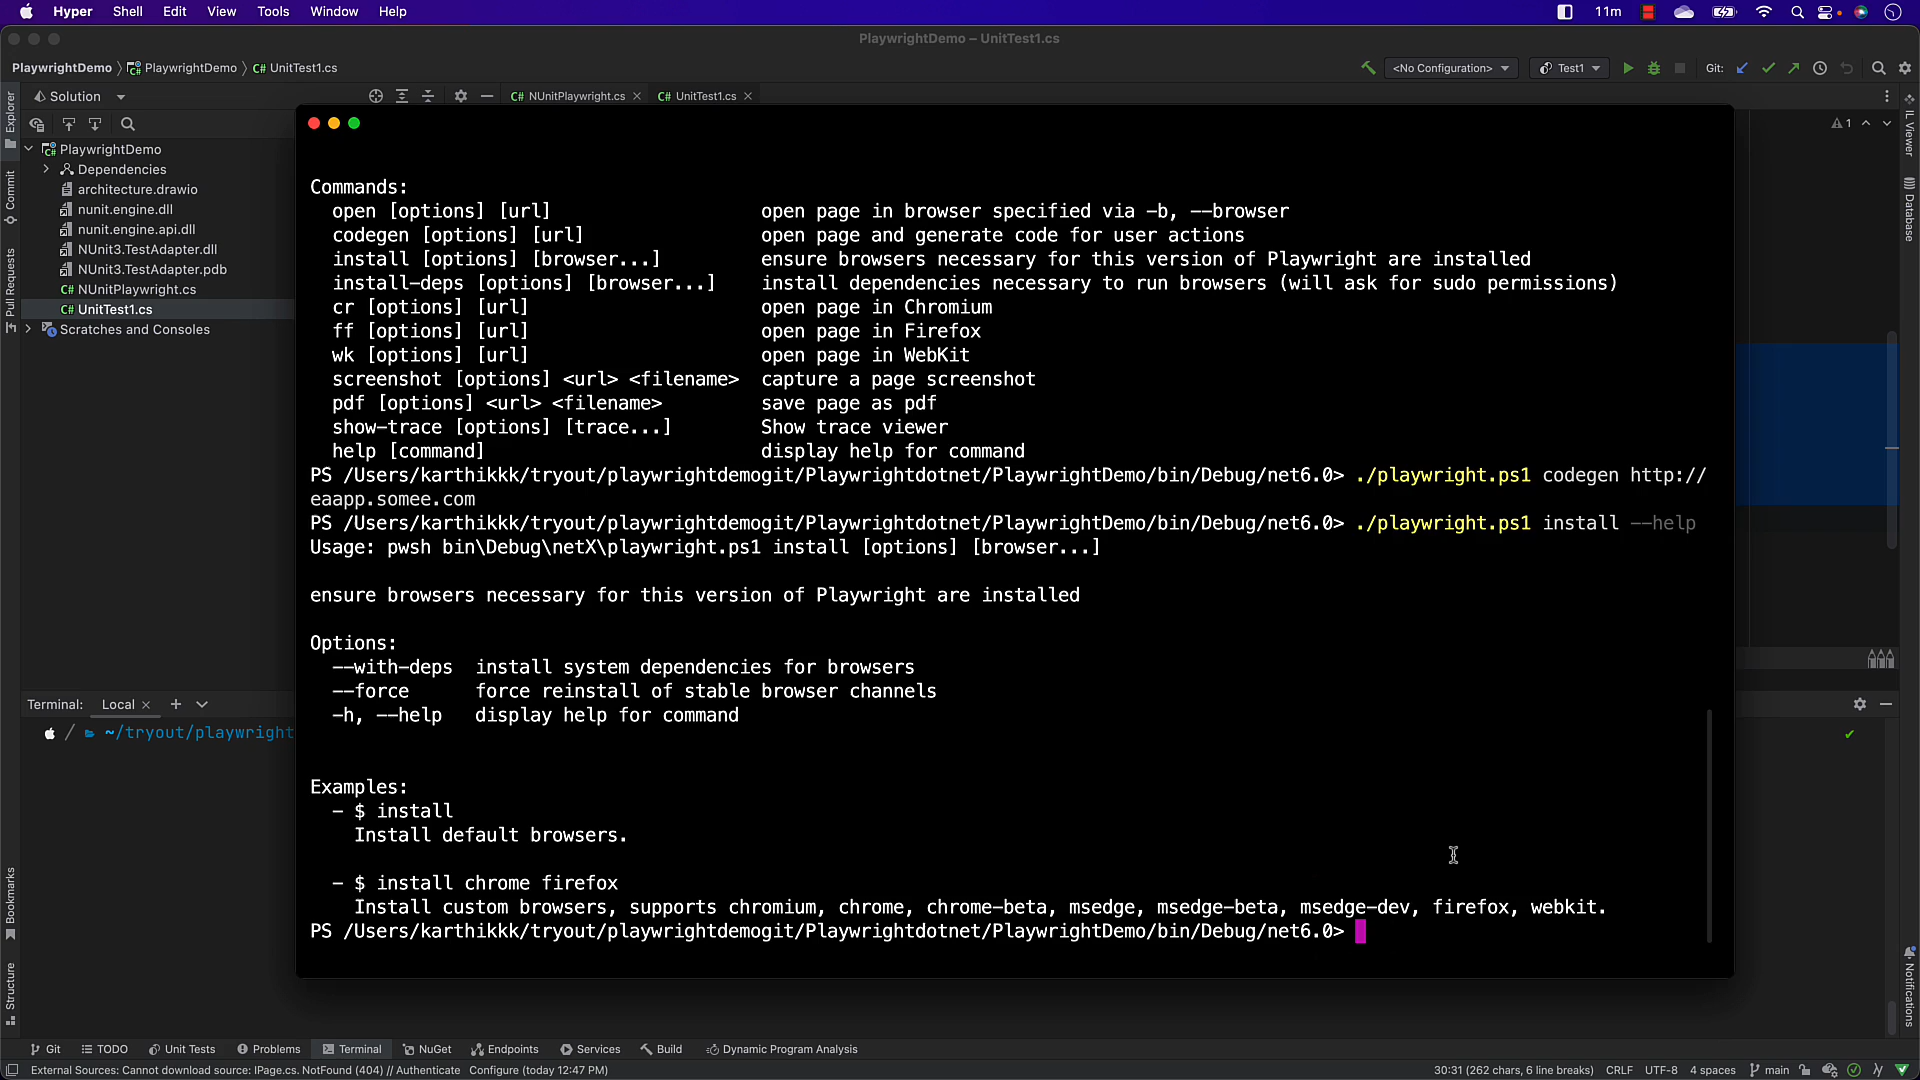 Hyper Shell Edit View Tools Window Help 11m
PlaywrightDemo – UnitTest1.cs
PlaywrightDemo PlaywrightDemo C# UnitTest1.cs <No Configuration> Test1 Git:
Solution C# NUnitPlaywright.cs C# UnitTest1.cs
1
PlaywrightDemo
Dependencies
architecture.drawio
nunit.engine.dll
nunit.engine.api.dll
NUnit3.TestAdapter.dll
NUnit3.TestAdapter.pdb
C# NUnitPlaywright.cs
C# UnitTest1.cs
Scratches and Consoles
Explorer
Commit
Pull Requests
Bookmarks
Structure
IL Viewer
Database
Notifications
Commands:
open [options] [url] open page in browser specified via -b, --browser
codegen [options] [url] open page and generate code for user actions
install [options] [browser...] ensure browsers necessary for this version of Playwright are installed
install-deps [options] [browser...] install dependencies necessary to run browsers (will ask for sudo permissions)
cr [options] [url] open page in Chromium
ff [options] [url] open page in Firefox
wk [options] [url] open page in WebKit
screenshot [options] <url> <filename> capture a page screenshot
pdf [options] <url> <filename> save page as pdf
show-trace [options] [trace...] Show trace viewer
help [command] display help for command
PS /Users/karthikkk/tryout/playwrightdemogit/Playwrightdotnet/PlaywrightDemo/bin/Debug/net6.0> ./playwright.ps1 codegen http://
eaapp.somee.com
PS /Users/karthikkk/tryout/playwrightdemogit/Playwrightdotnet/PlaywrightDemo/bin/Debug/net6.0> ./playwright.ps1 install --help
Usage: pwsh bin\Debug\netX\playwright.ps1 install [options] [browser...]
ensure browsers necessary for this version of Playwright are installed
Options:
--with-deps install system dependencies for browsers
--force force reinstall of stable browser channels
-h, --help display help for command
Examples:
- $ install
Install default browsers.
- $ install chrome firefox
Install custom browsers, supports chromium, chrome, chrome-beta, msedge, msedge-beta, msedge-dev, firefox, webkit.
PS /Users/karthikkk/tryout/playwrightdemogit/Playwrightdotnet/PlaywrightDemo/bin/Debug/net6.0>
Terminal: Local
/ ~/tryout/playwright
Git TODO Unit Tests Problems Terminal NuGet Endpoints Services Build Dynamic Program Analysis
External Sources: Cannot download source: IPage.cs. NotFound (404) // Authenticate Configure (today 12:47 PM) 30:31 (262 chars, 6 line breaks) CRLF UTF-8 4 spaces main